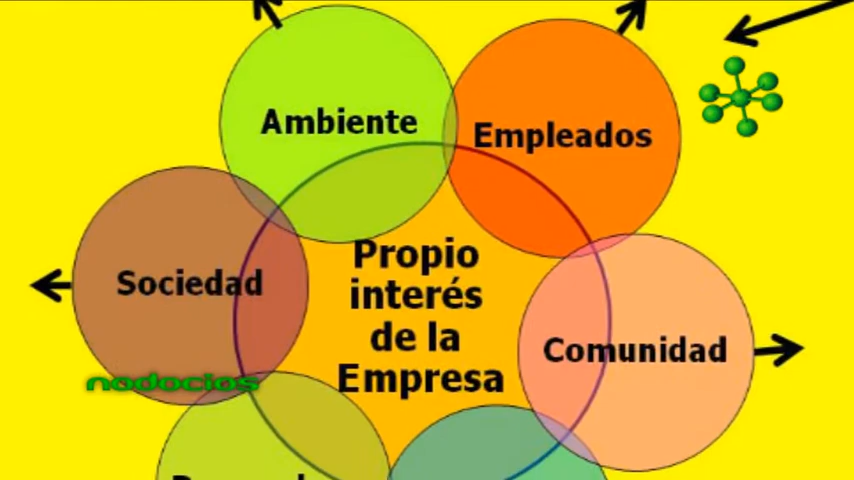 Ambiente
Empleados
Propio
interés
de la
Empresa
Sociedad
Comunidad
nodocios